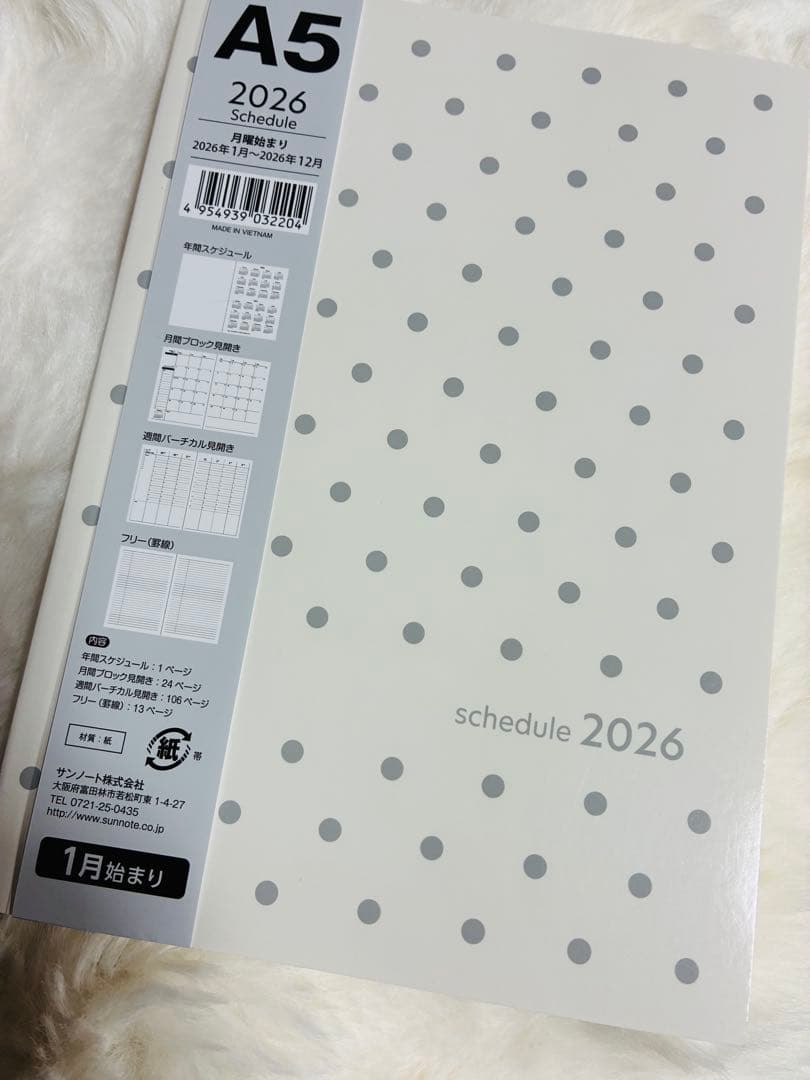 A5
2026
Schedule
月曜始まり
2026年1月〜2026年12月
4 954939 032204
MADE IN VIETNAM
年間スケジュール
月間ブロック見開き
週間バーチカル見開き
フリー(罫線)
内容
年間スケジュール:1ページ
月間ブロック見開き:24ページ
週間バーチカル見開き:106ページ
フリー(罫線):13ページ
材質:紙
紙
帯
サンノート株式会社
大阪府富田林市若松町東 1-4-27
TEL 0721-25-0435
http://www.sunnote.co.jp
1月始まり
schedule 2026